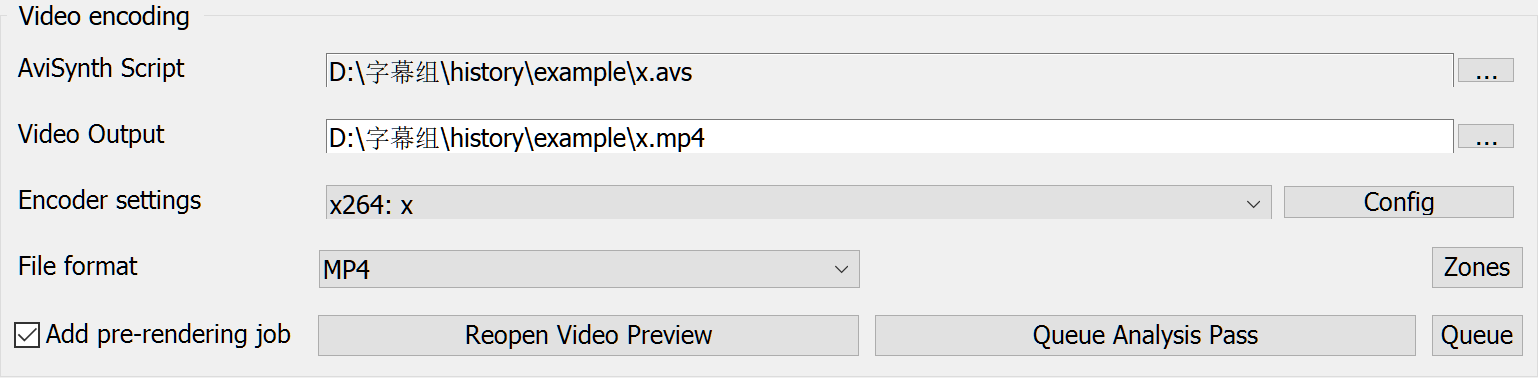 Video encoding
AviSynth Script D:\字幕组\history\example\x.avs ...
Video Output D:\字幕组\history\example\x.mp4 ...
Encoder settings x264: x Config
File format MP4 Zones
Add pre-rendering job Reopen Video Preview Queue Analysis Pass Queue